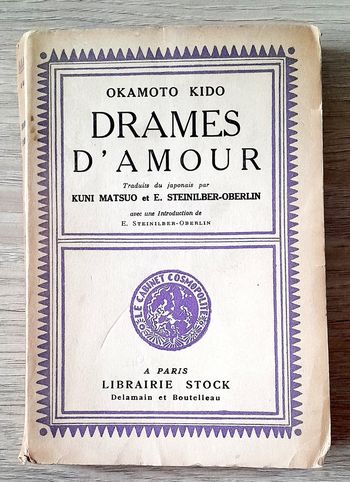 OKAMOTO KIDO
DRAMES
D'AMOUR
Traduits du japonais par
KUNI MATSUO et E. STEINILBER-OBERLIN
avec une Introduction de
E. STEINILBER-OBERLIN
LE CABINET COSMOPOLITE
A PARIS
LIBRAIRIE STOCK
Delamain et Boutelleau